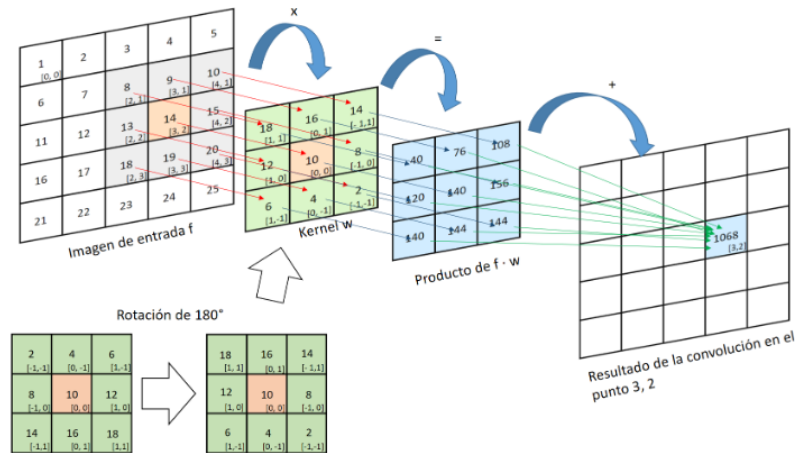 x
=
+
1 2 3 4 5
[0, 0]
6 7 8 9 10
[2, 1] [3, 1] [4, 1]
11 12 13 14 15
[2, 2] [3, 2] [4, 2]
16 17 18 19 20
[2, 3] [3, 3] [4, 3]
21 22 23 24 25
Imagen de entrada f
18 16 14
[1, 1] [0, 1] [-1,1]
12 10 8
[1, 0] [0, 0] [-1, 0]
6 4 2
[1,-1] [0, -1] [-1,-1]
Kernel w
40 76 108
120 140 156
140 144 144
Producto de f · w
1068
[3,2]
Resultado de la convolución en el
punto 3, 2
Rotación de 180°
2 4 6
[-1,-1] [0, -1] [1,-1]
8 10 12
[-1, 0] [0, 0] [1, 0]
14 16 18
[-1,1] [0, 1] [1,1]
18 16 14
[1, 1] [0, 1] [-1,1]
12 10 8
[1, 0] [0, 0] [-1, 0]
6 4 2
[1,-1] [0, -1] [-1,-1]